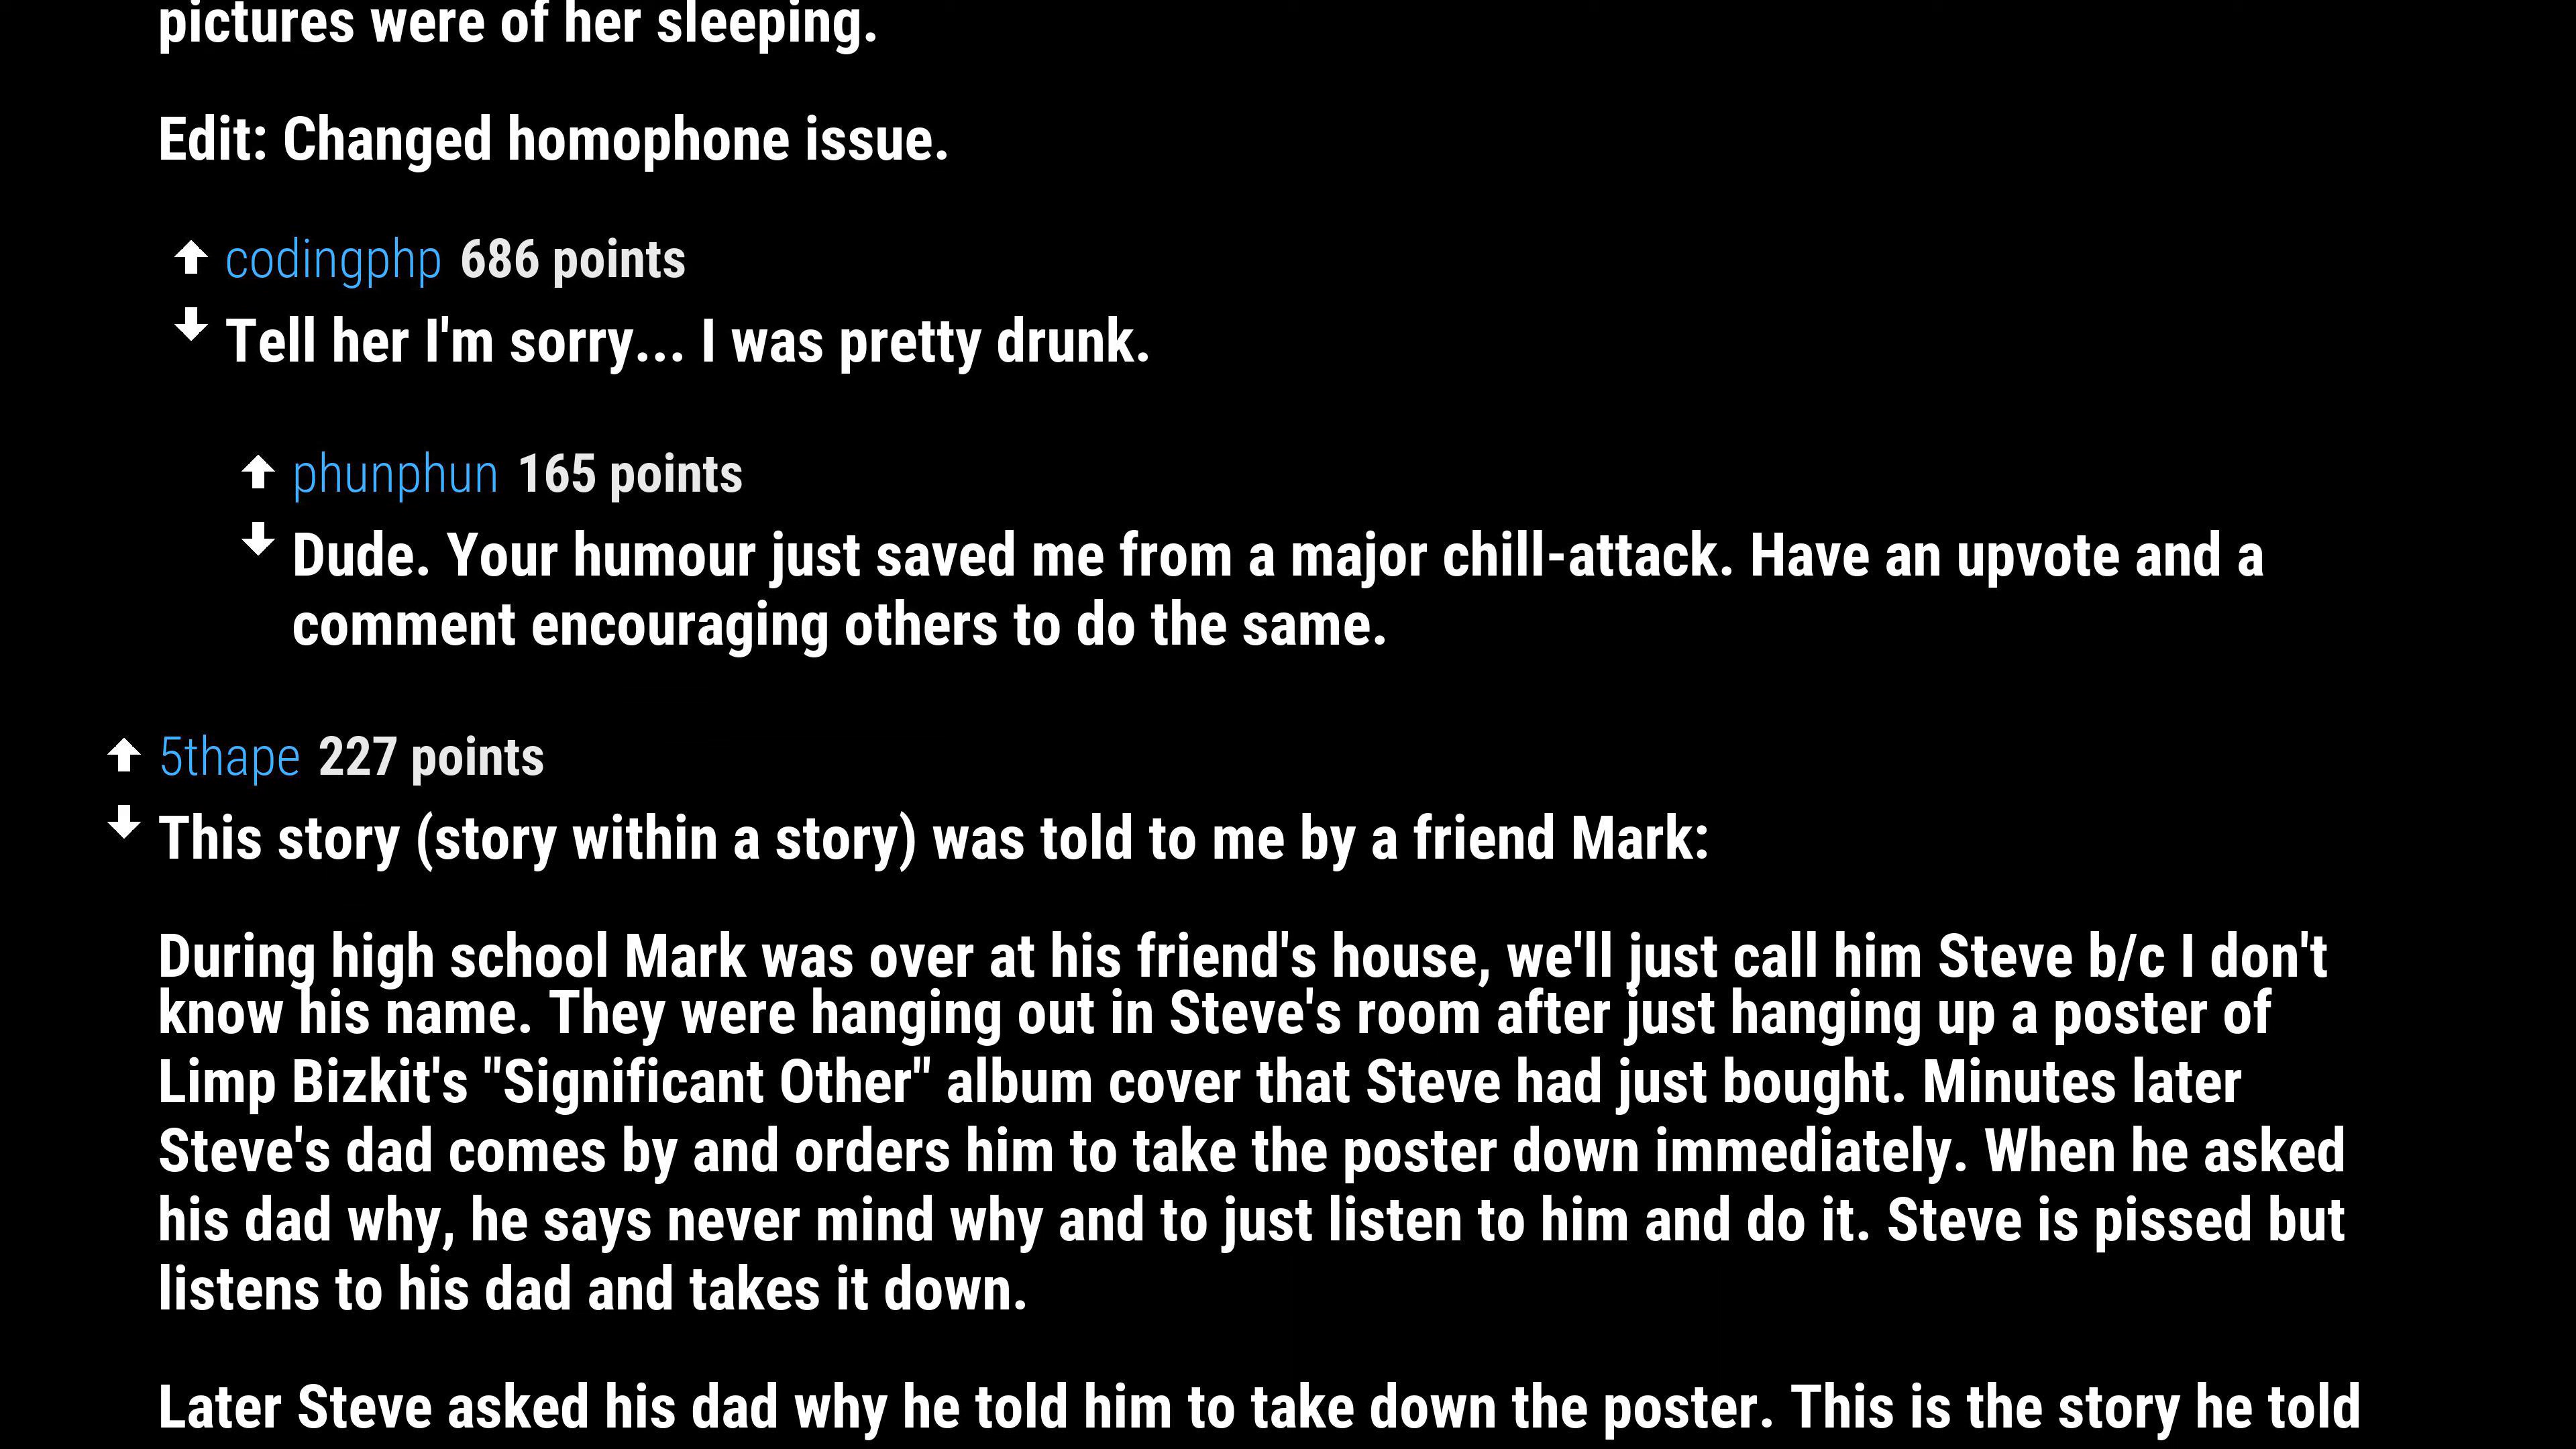 pictures were of her sleeping.
Edit: Changed homophone issue.
codingphp 686 points
Tell her I'm sorry... I was pretty drunk.
phunphun 165 points
Dude. Your humour just saved me from a major chill-attack. Have an upvote and a
comment encouraging others to do the same.
5thape 227 points
This story (story within a story) was told to me by a friend Mark:
During high school Mark was over at his friend's house, we'll just call him Steve b/c I don't
know his name. They were hanging out in Steve's room after just hanging up a poster of
Limp Bizkit's "Significant Other" album cover that Steve had just bought. Minutes later
Steve's dad comes by and orders him to take the poster down immediately. When he asked
his dad why, he says never mind why and to just listen to him and do it. Steve is pissed but
listens to his dad and takes it down.
Later Steve asked his dad why he told him to take down the poster. This is the story he told